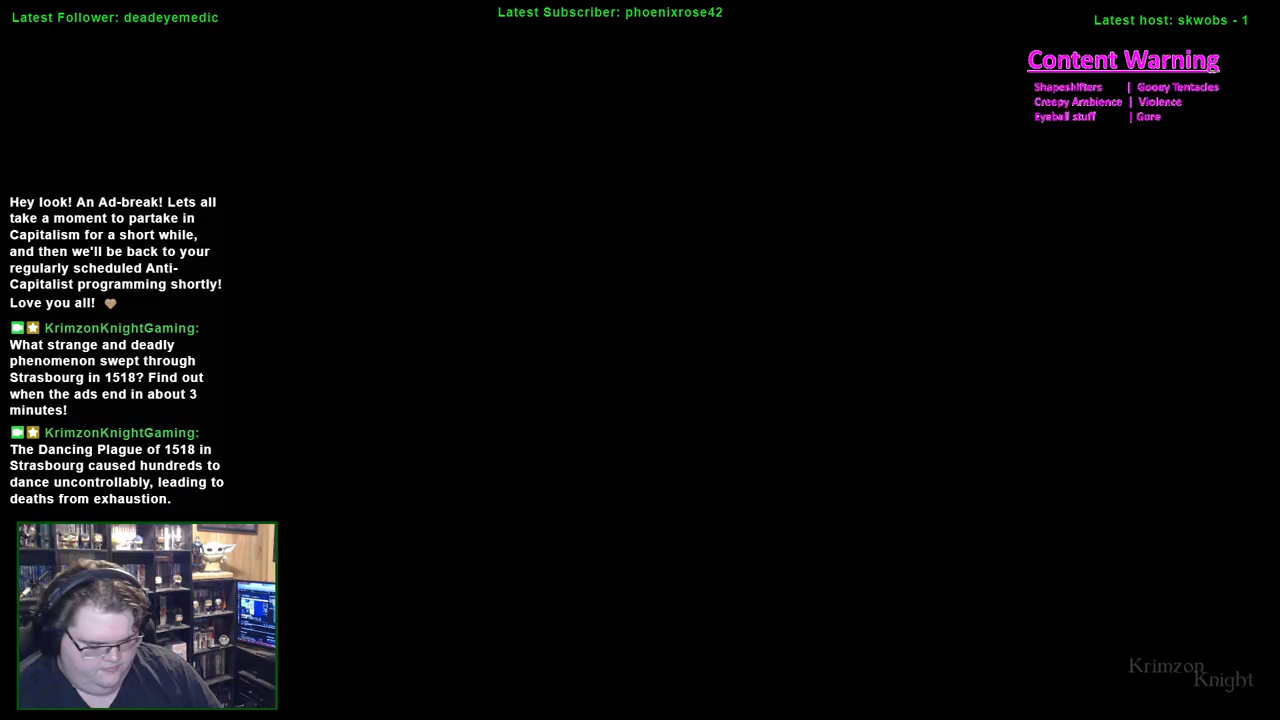 Latest Follower: deadeyemedic
Latest Subscriber: phoenixrose42
Latest host: skwobs - 1
Content Warning
Shapeshifters | Gooey Tentacles
Creepy Ambience | Violence
Eyeball stuff | Gore
Hey look! An Ad-break! Lets all
take a moment to partake in
Capitalism for a short while,
and then we'll be back to your
regularly scheduled Anti-
Capitalist programming shortly!
Love you all!
KrimzonKnightGaming:
What strange and deadly
phenomenon swept through
Strasbourg in 1518? Find out
when the ads end in about 3
minutes!
KrimzonKnightGaming:
The Dancing Plague of 1518 in
Strasbourg caused hundreds to
dance uncontrollably, leading to
deaths from exhaustion.
Krimzon
Knight